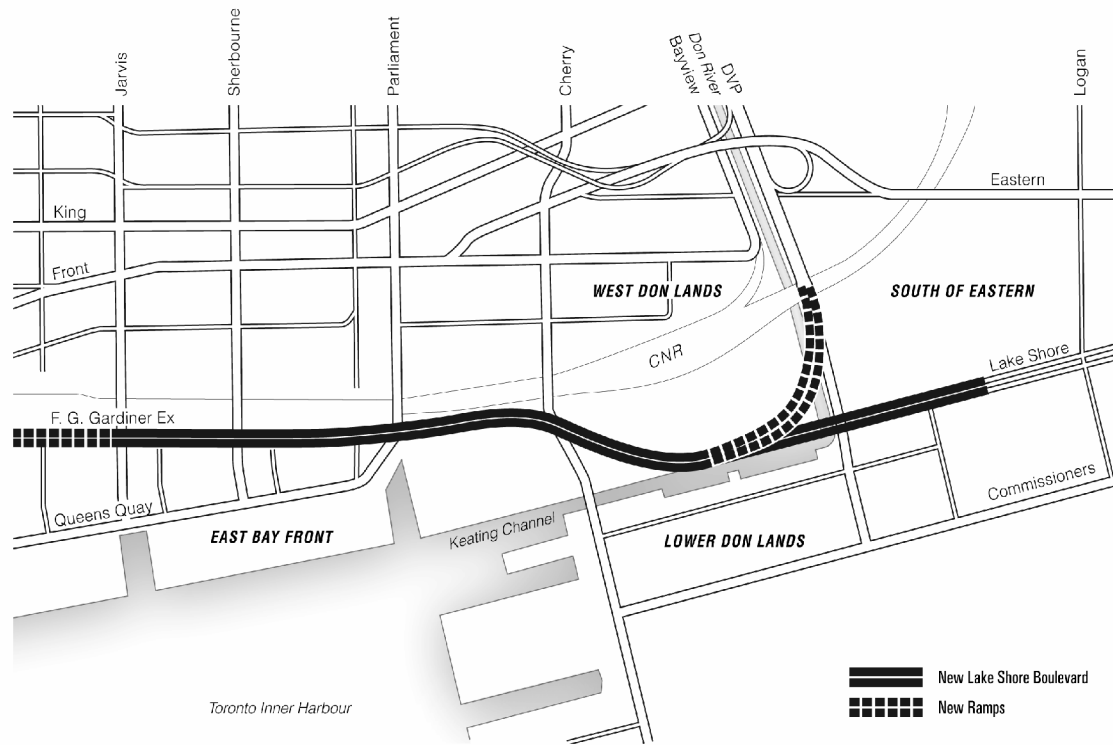 Jarvis
Sherbourne
Parliament
Cherry
Bayview
Don River
DVP
Logan
Eastern
King
Front
WEST DON LANDS
SOUTH OF EASTERN
CNR
Lake Shore
F. G. Gardiner Ex
Commissioners
Queens Quay
EAST BAY FRONT
Keating Channel
LOWER DON LANDS
New Lake Shore Boulevard
Toronto Inner Harbour
New Ramps